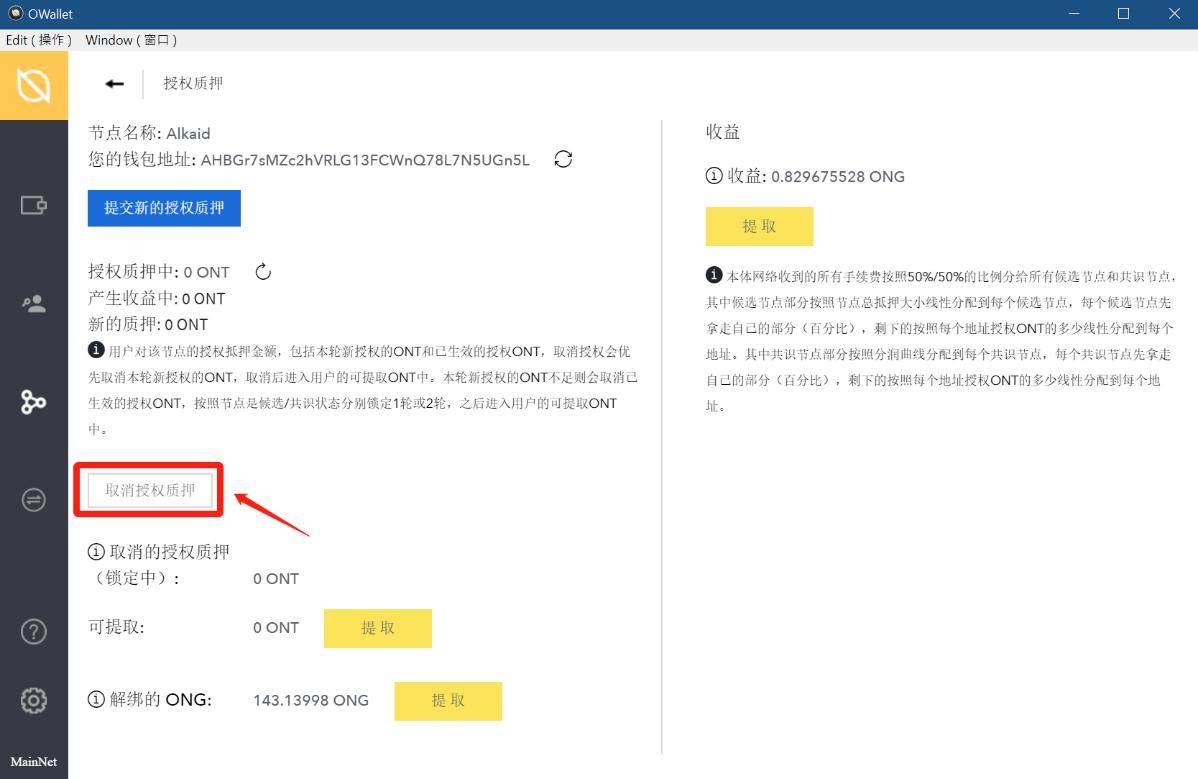 OWallet
Edit ( 操作 ) Window ( 窗口 )
授权质押
节点名称: Alkaid
您的钱包地址: AHBGr7sMZc2hVRLG13FCWnQ78L7N5UGn5L
提交新的授权质押
授权质押中: 0 ONT
产生收益中: 0 ONT
新的质押: 0 ONT
用户对该节点的授权抵押金额，包括本轮新授权的ONT和已生效的授权ONT，取消授权会优
先取消本轮新授权的ONT，取消后进入用户的可提取ONT中。本轮新授权的ONT不足则会取消已
生效的授权ONT，按照节点是候选/共识状态分别锁定1轮或2轮，之后进入用户的可提取ONT
中。
取消授权质押
取消的授权质押
（锁定中）: 0 ONT
可提取: 0 ONT 提 取
解绑的 ONG: 143.13998 ONG 提 取
收益
收益: 0.829675528 ONG
提 取
本体网络收到的所有手续费按照50%/50%的比例分给所有候选节点和共识节点，
其中候选节点部分按照节点总抵押大小线性分配到每个候选节点，每个候选节点先
拿走自己的部分（百分比），剩下的按照每个地址授权ONT的多少线性分配到每个
地址。其中共识节点部分按照分润曲线分配到每个共识节点，每个共识节点先拿走
自己的部分（百分比），剩下的按照每个地址授权ONT的多少线性分配到每个地
址。
MainNet